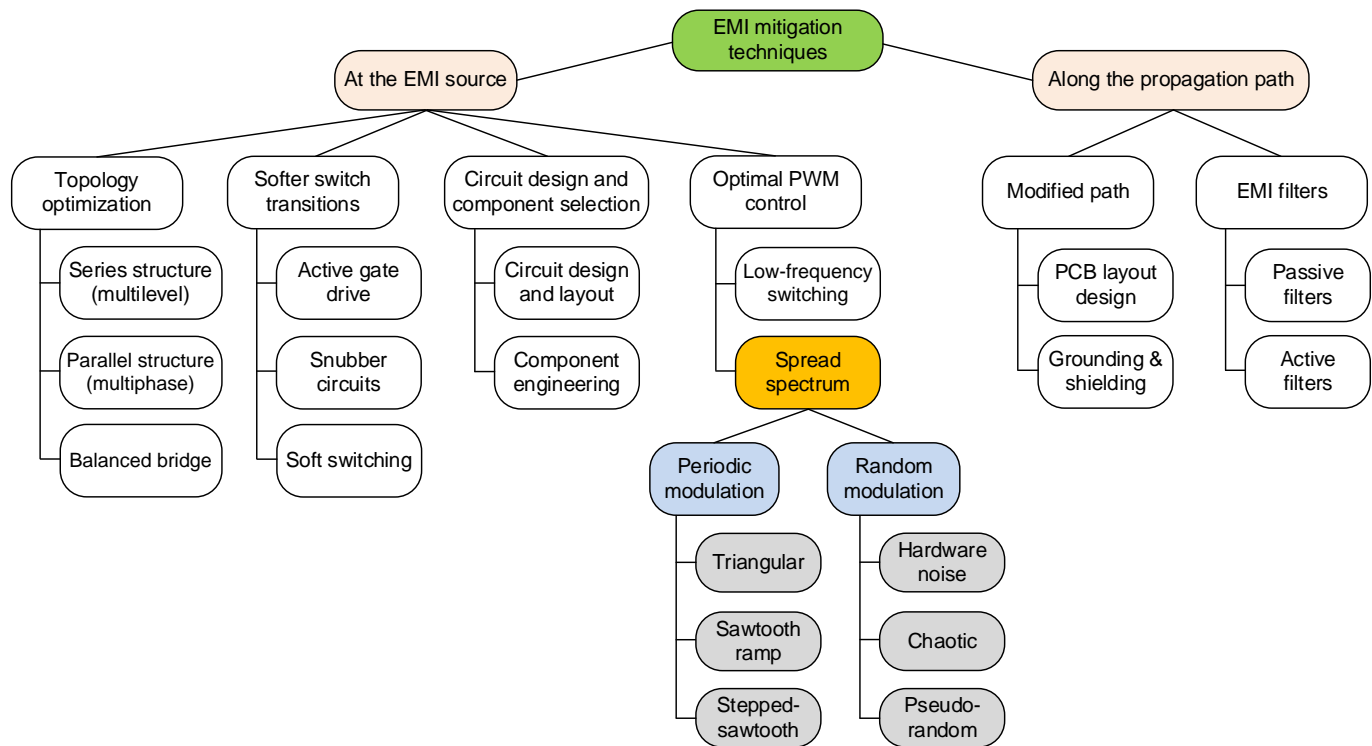 EMI mitigation
techniques
At the EMI source
Along the propagation path
Topology
optimization
Softer switch
transitions
Circuit design and
component selection
Optimal PWM
control
Modified path
EMI filters
Series structure
(multilevel)
Active gate
drive
Circuit design
and layout
Low-frequency
switching
PCB layout
design
Passive
filters
Parallel structure
(multiphase)
Snubber
circuits
Component
engineering
Spread
spectrum
Grounding &
shielding
Active
filters
Balanced bridge
Soft switching
Periodic
modulation
Random
modulation
Triangular
Hardware
noise
Sawtooth
ramp
Chaotic
Stepped-
sawtooth
Pseudo-
random